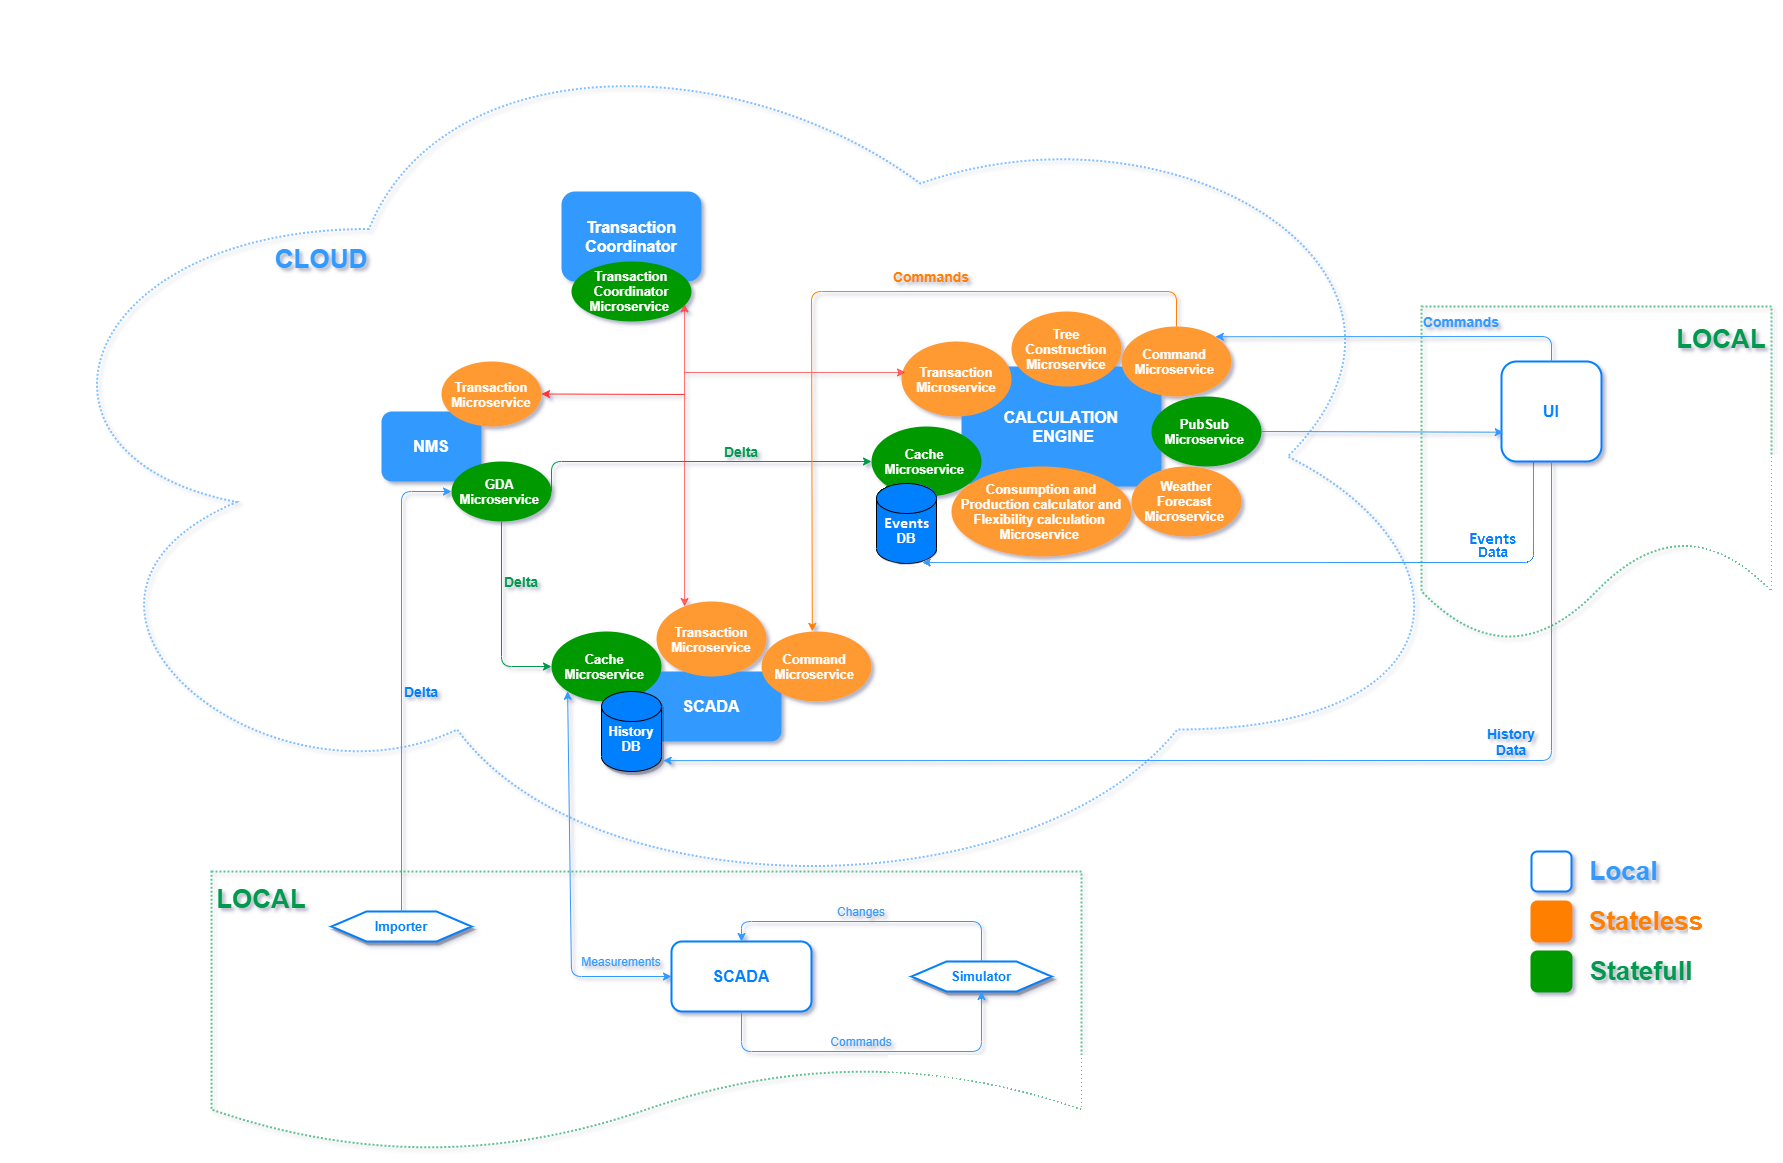 CLOUD
Transaction
Coordinator
Transaction
Coordinator
Microservice
Commands
Commands
LOCAL
Tree
Construction
Microservice
Command
Microservice
Transaction
Microservice
Transaction
Microservice
CALCULATION
ENGINE
PubSub
Microservice
UI
NMS
Delta
Cache
Microservice
GDA
Microservice
Consumption and
Production calculator and
Flexibility calculation
Microservice
Weather
Forecast
Microservice
Events
DB
Events
Data
Delta
Transaction
Microservice
Cache
Microservice
Command
Microservice
Delta
SCADA
History
DB
History
Data
LOCAL
Importer
Changes
Measurements
SCADA
Simulator
Commands
Local
Stateless
Statefull